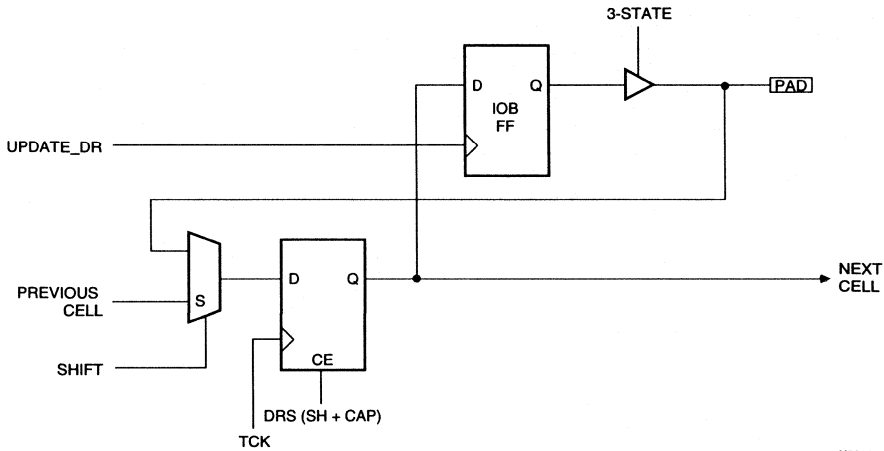 3-STATE
D Q
PAD
IOB
FF
UPDATE_DR
D Q
NEXT
CELL
PREVIOUS
CELL
S
SHIFT
CE
DRS (SH + CAP)
TCK